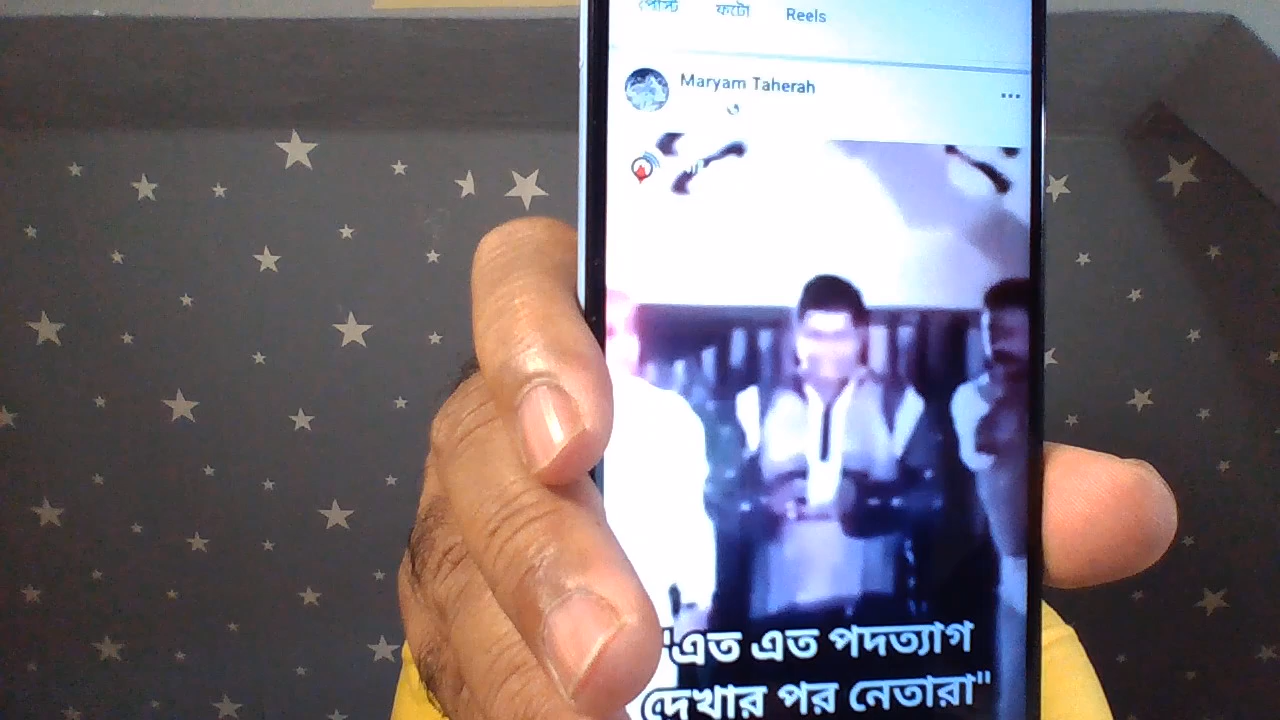 পোস্ট ফটো Reels
Maryam Taherah
"এত এত পদত্যাগ
দেখার পর নেতারা"